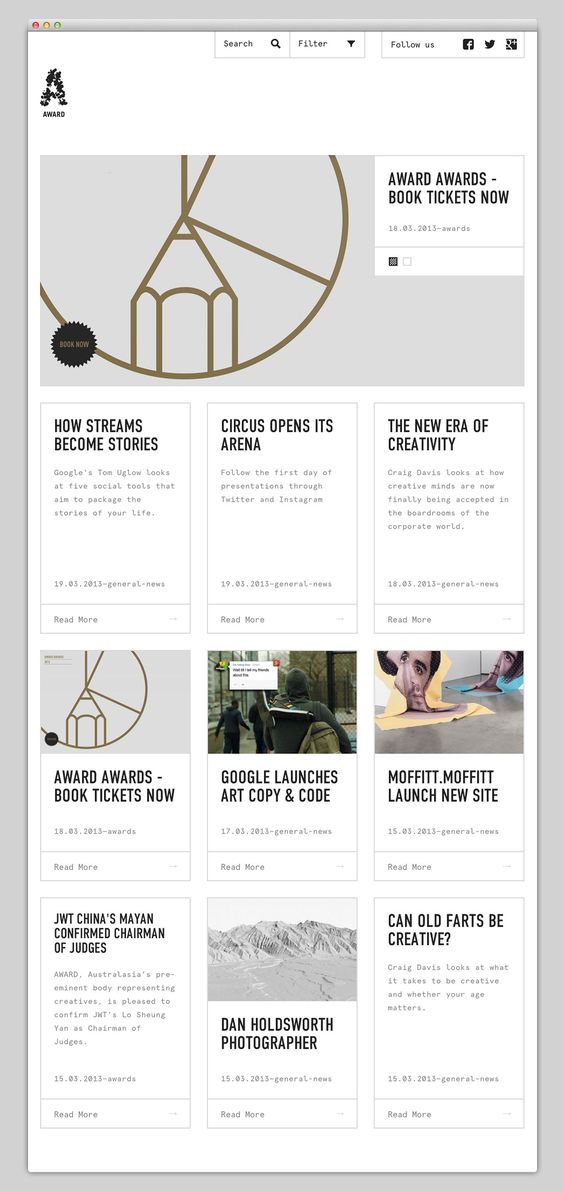 Search
Filter
Follow us
AWARD
AWARD AWARDS -
BOOK TICKETS NOW
18.03.2013—awards
BOOK NOW
HOW STREAMS
BECOME STORIES
Google's Tom Uglow looks
at five social tools that
aim to package the
stories of your life.
19.03.2013—general-news
Read More →
CIRCUS OPENS ITS
ARENA
Follow the first day of
presentations through
Twitter and Instagram
19.03.2013—general-news
Read More →
THE NEW ERA OF
CREATIVITY
Craig Davis looks at how
creative minds are now
finally being accepted in
the boardrooms of the
corporate world.
18.03.2013—general-news
Read More →
AWARD AWARDS -
BOOK TICKETS NOW
18.03.2013—awards
Read More →
Wait till I tell my friends
about this
GOOGLE LAUNCHES
ART COPY & CODE
17.03.2013—general-news
Read More →
MOFFITT.MOFFITT
LAUNCH NEW SITE
15.03.2013—general-news
Read More →
JWT CHINA'S MAYAN
CONFIRMED CHAIRMAN
OF JUDGES
AWARD, Australasia's pre-
eminent body representing
creatives, is pleased to
confirm JWT's Lo Sheung
Yan as Chairman of
Judges.
15.03.2013—awards
Read More →
DAN HOLDSWORTH
PHOTOGRAPHER
15.03.2013—general-news
Read More →
CAN OLD FARTS BE
CREATIVE?
Craig Davis looks at what
it takes to be creative
and whether your age
matters.
15.03.2013—general-news
Read More →